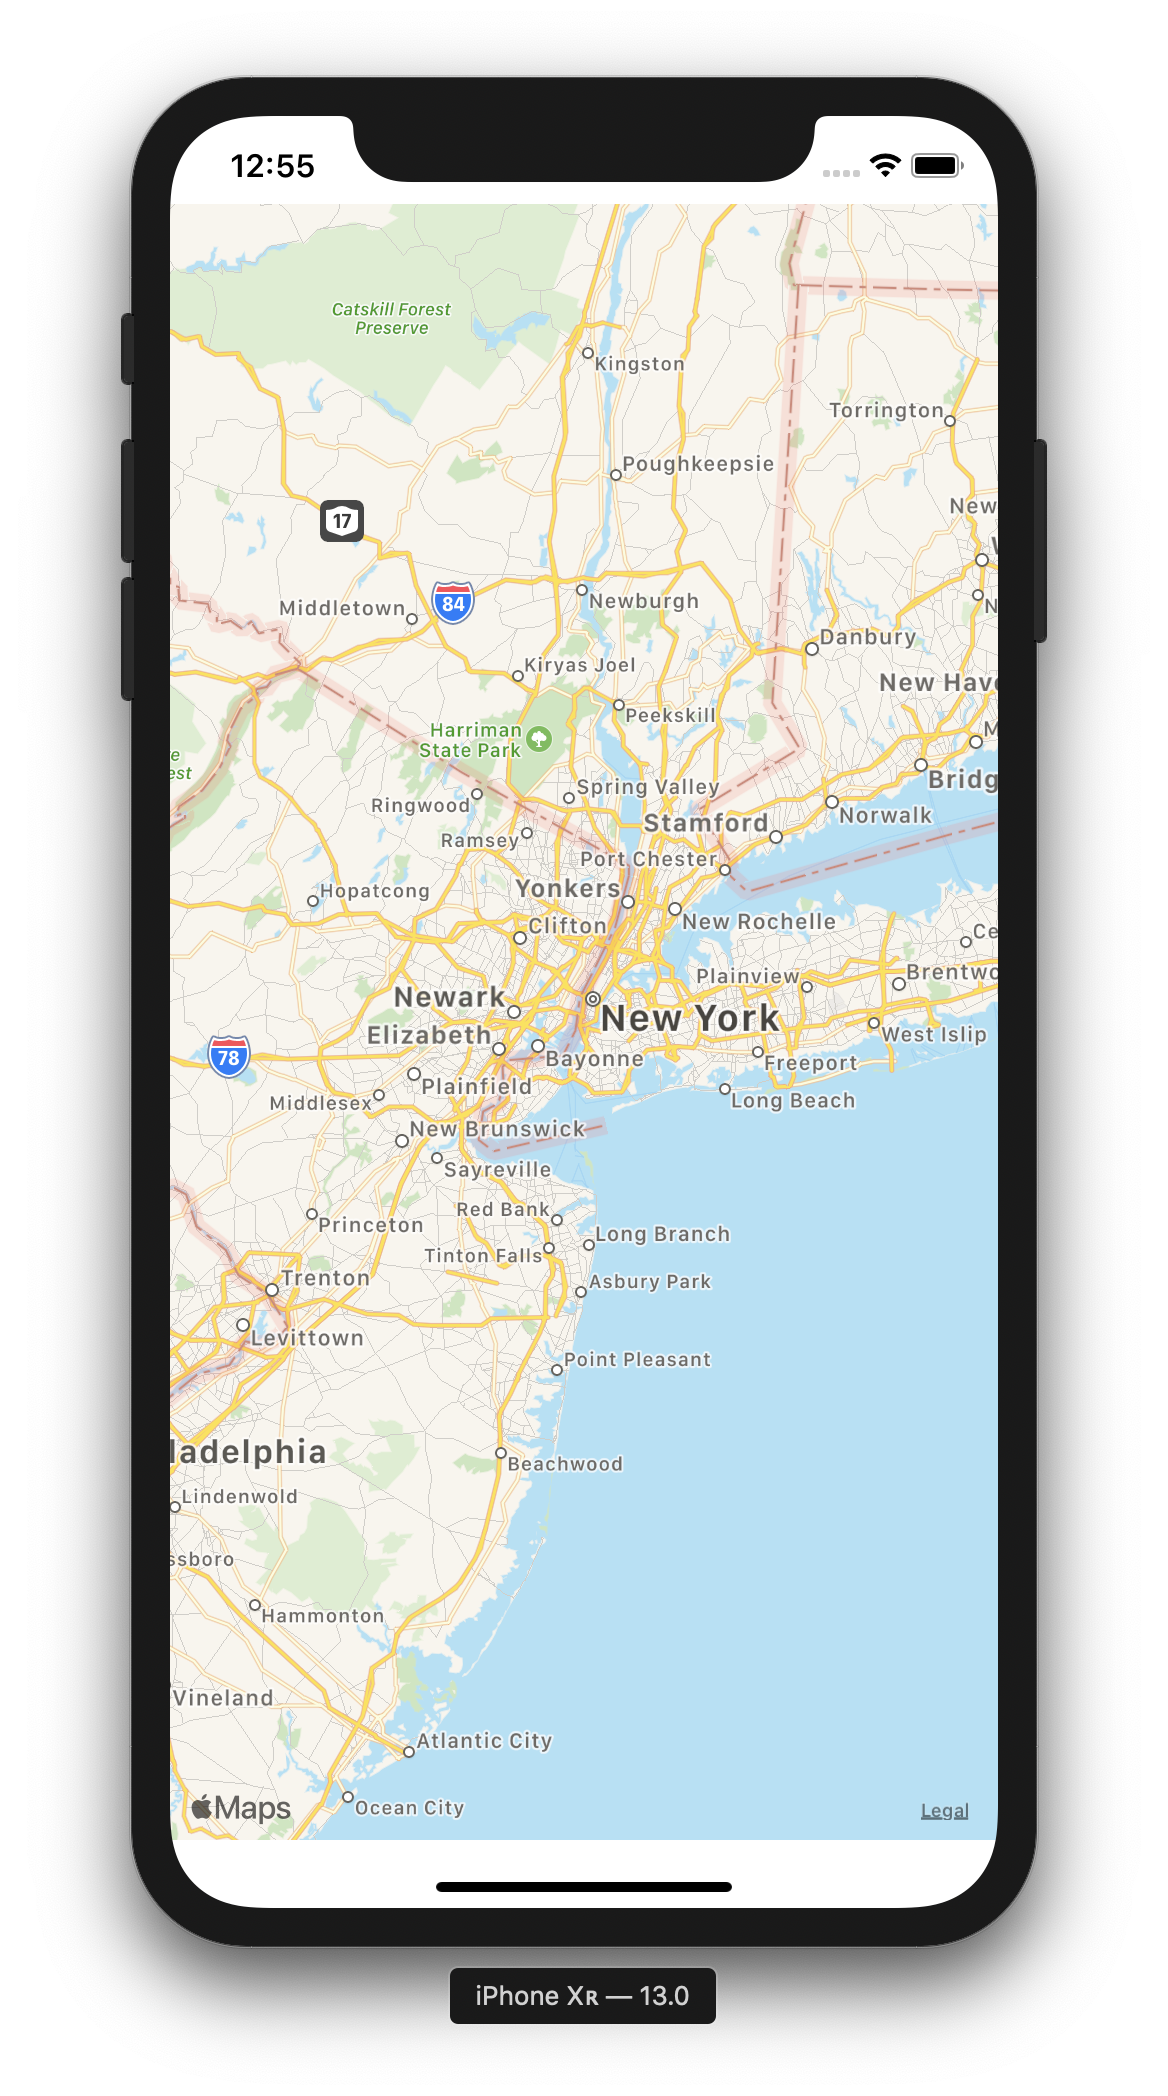 12:55
Catskill Forest
Preserve
Kingston
Torrington
Poughkeepsie
New
17
84
Middletown
Newburgh
N
Danbury
Kiryas Joel
New Have
Peekskill
Harriman
State Park
M
e
est
Spring Valley
Bridg
Ringwood
Norwalk
Stamford
Ramsey
Port Chester
Yonkers
Hopatcong
New Rochelle
Clifton
Ce
Plainview
Brentwo
Newark
New York
Elizabeth
West Islip
78
Bayonne
Freeport
Plainfield
Middlesex
Long Beach
New Brunswick
Sayreville
Red Bank
Princeton
Long Branch
Tinton Falls
Trenton
Asbury Park
Levittown
Point Pleasant
ladelphia
Beachwood
Lindenwold
ssboro
Hammonton
Vineland
Atlantic City
Maps
Ocean City
Legal
iPhone XR — 13.0